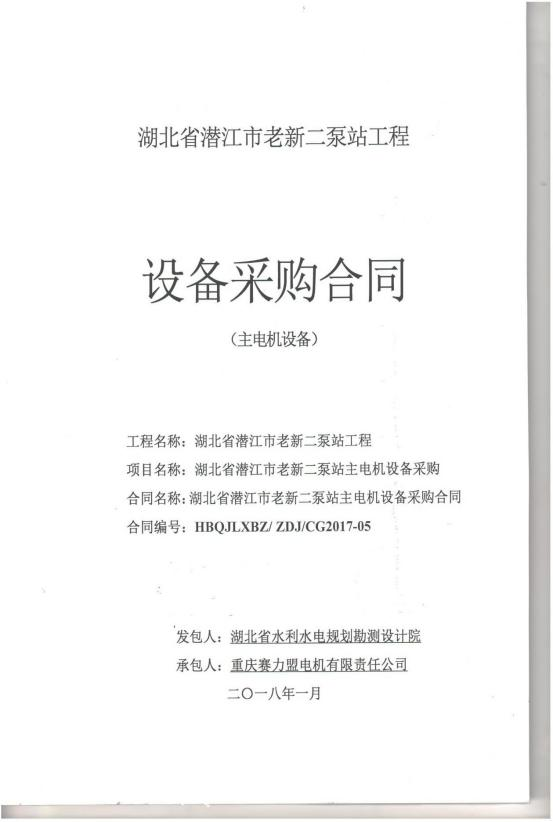 湖北省潜江市老新二泵站工程
设备采购合同
（主电机设备）
工程名称：湖北省潜江市老新二泵站工程
项目名称：湖北省潜江市老新二泵站主电机设备采购
合同名称：湖北省潜江市老新二泵站主电机设备采购合同
合同编号：HBQJLXBZ/ ZDJ/CG2017-05
发包人：湖北省水利水电规划勘测设计院
承包人：重庆赛力盟电机有限责任公司
二〇一八年一月